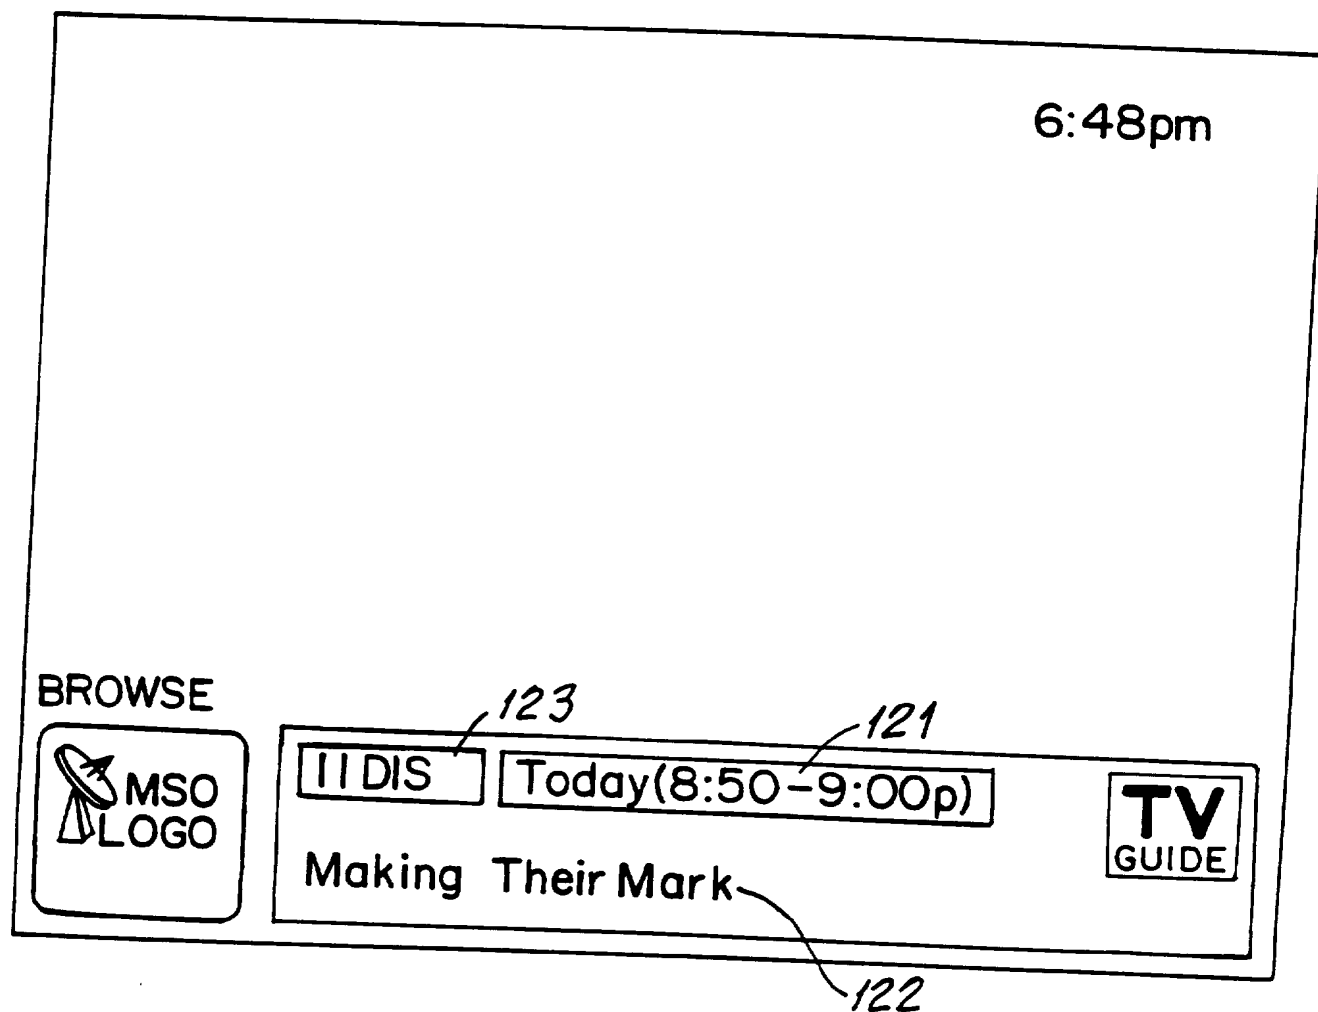 6:48pm
BROWSE
123
121
11 DIS
Today(8:50-9:00p)
TV
GUIDE
MSO
LOGO
Making Their Mark
122